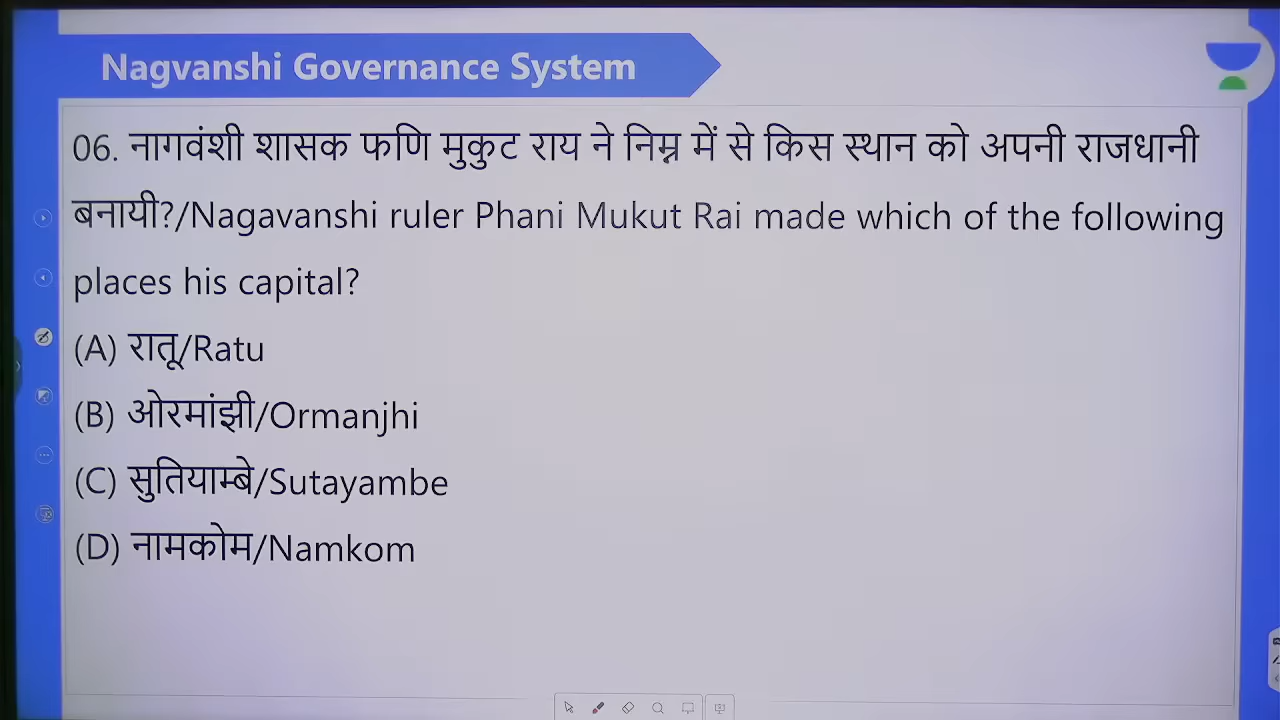 Nagvanshi Governance System
06. नागवंशी शासक फणि मुकुट राय ने निम्न में से किस स्थान को अपनी राजधानी
बनायी?/Nagavanshi ruler Phani Mukut Rai made which of the following
places his capital?
(A) रातू/Ratu
(B) ओरमांझी/Ormanjhi
(C) सुतियाम्बे/Sutayambe
(D) नामकोम/Namkom